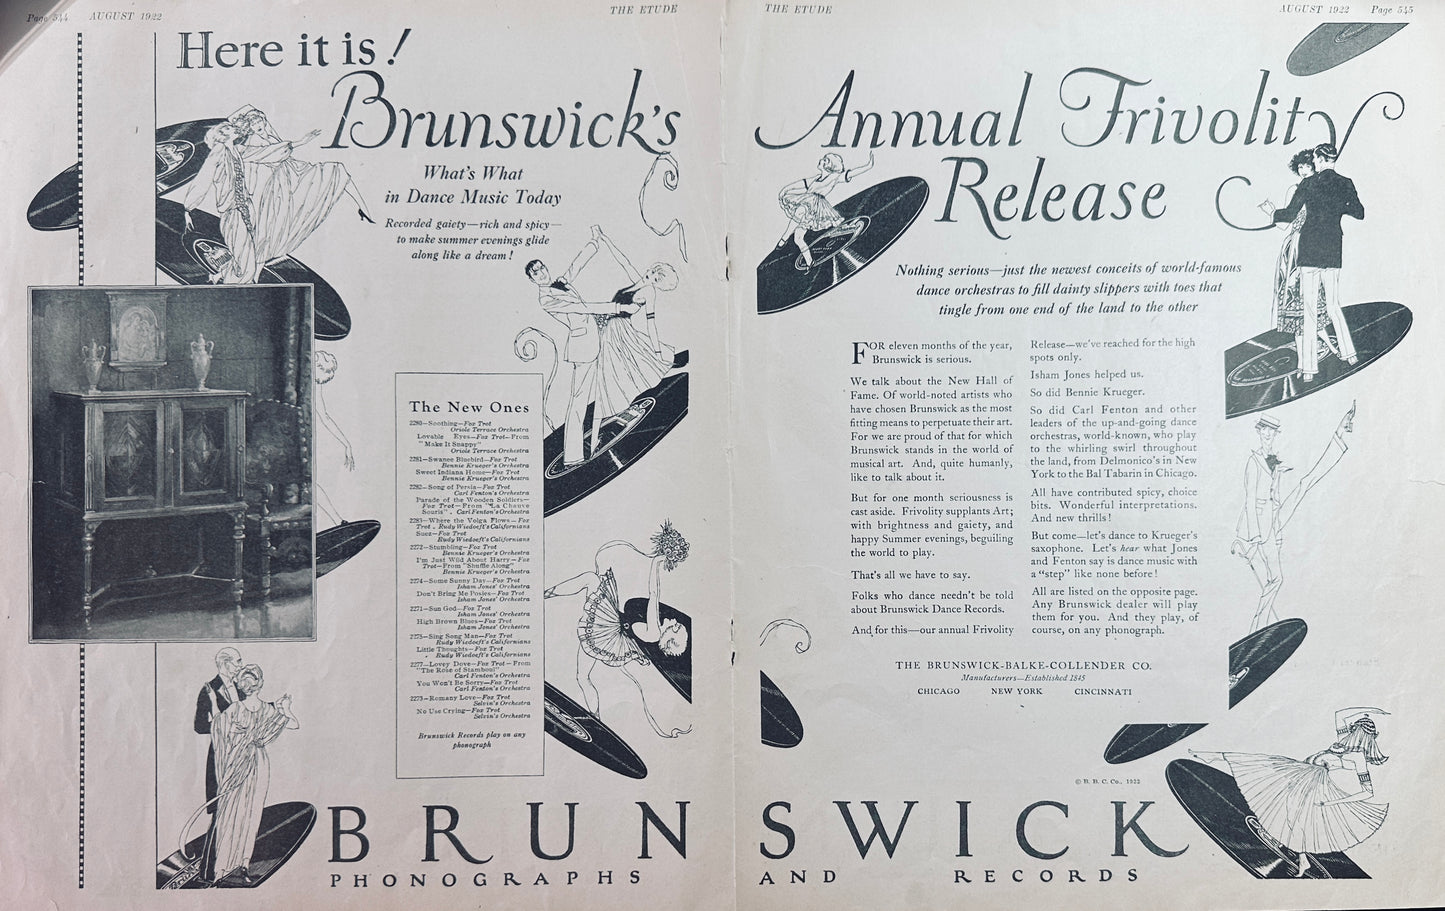 Page 544 AUGUST 1922 THE ETUDE
Here it is!
Brunswick's
What's What
in Dance Music Today
Recorded gaiety—rich and spicy—
to make summer evenings glide
along like a dream!
The New Ones
2280—Soothing—Fox Trot
Oriole Terrace Orchestra
Lovable Eyes—Fox Trot—From
"Make It Snappy"
Oriole Terrace Orchestra
2281—Swanee Bluebird—Fox Trot
Bennie Krueger's Orchestra
Sweet Indiana Home—Fox Trot
Bennie Krueger's Orchestra
2282—Song of Persia—Fox Trot
Carl Fenton's Orchestra
Parade of the Wooden Soldiers—
Fox Trot—From "La Chauve
Souris". Carl Fenton's Orchestra
2283—Where the Volga Flows—Fox
Trot. Rudy Wiedoeft's Californians
Suez—Fox Trot
Rudy Wiedoeft's Californians
2272—Stumbling—Fox Trot
Bennie Krueger's Orchestra
I'm Just Wild About Harry—Fox
Trot—From "Shuffle Along"
Bennie Krueger's Orchestra
2274—Some Sunny Day—Fox Trot
Isham Jones' Orchestra
Don't Bring Me Posies—Fox Trot
Isham Jones' Orchestra
2271—Sun God—Fox Trot
Isham Jones' Orchestra
High Brown Blues—Fox Trot
Isham Jones' Orchestra
2275—Sing Song Man—Fox Trot
Rudy Wiedoeft's Californians
Little Thoughts—Fox Trot
Rudy Wiedoeft's Californians
2277—Lovey Dove—Fox Trot—From
"The Rose of Stamboul"
Carl Fenton's Orchestra
You Won't Be Sorry—Fox Trot
Carl Fenton's Orchestra
2273—Romany Love—Fox Trot
Selvin's Orchestra
No Use Crying—Fox Trot
Selvin's Orchestra
Brunswick Records play on any
phonograph
BRUN
PHONOGRAPHS
THE ETUDE AUGUST 1922 Page 545
Annual Frivolity
Release
Nothing serious—just the newest conceits of world-famous
dance orchestras to fill dainty slippers with toes that
tingle from one end of the land to the other
FOR eleven months of the year,
Brunswick is serious.
We talk about the New Hall of
Fame. Of world-noted artists who
have chosen Brunswick as the most
fitting means to perpetuate their art.
For we are proud of that for which
Brunswick stands in the world of
musical art. And, quite humanly,
like to talk about it.
But for one month seriousness is
cast aside. Frivolity supplants Art;
with brightness and gaiety, and
happy Summer evenings, beguiling
the world to play.
That's all we have to say.
Folks who dance needn't be told
about Brunswick Dance Records.
And for this—our annual Frivolity
Release—we've reached for the high
spots only.
Isham Jones helped us.
So did Bennie Krueger.
So did Carl Fenton and other
leaders of the up-and-going dance
orchestras, world-known, who play
to the whirling swirl throughout
the land, from Delmonico's in New
York to the Bal Tabarin in Chicago.
All have contributed spicy, choice
bits. Wonderful interpretations.
And new thrills!
But come—let's dance to Krueger's
saxophone. Let's hear what Jones
and Fenton say is dance music with
a "step" like none before!
All are listed on the opposite page.
Any Brunswick dealer will play
them for you. And they play, of
course, on any phonograph.
THE BRUNSWICK-BALKE-COLLENDER CO.
Manufacturers—Established 1845
CHICAGO NEW YORK CINCINNATI
© B. B. C. Co., 1922
SWICK
AND RECORDS